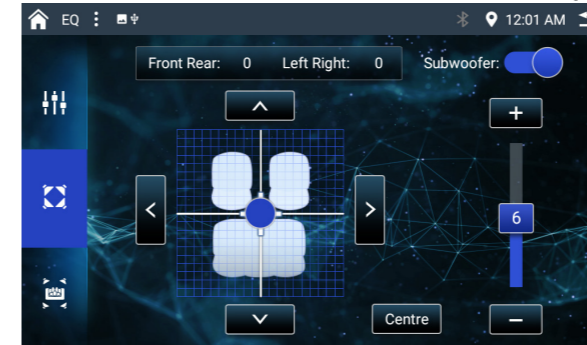 EQ 12:01 AM
Front Rear: 0 Left Right: 0 Subwoofer:
+
6
Centre −